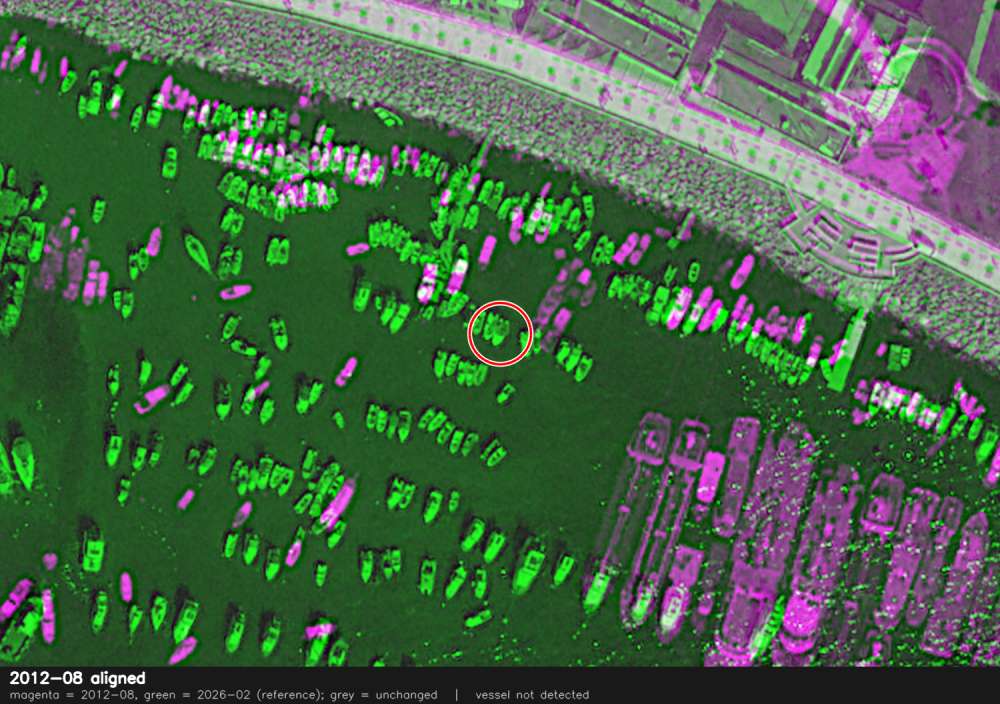 2012-08 aligned
magenta = 2012-08, green = 2026-02 (reference); grey = unchanged | vessel not detected